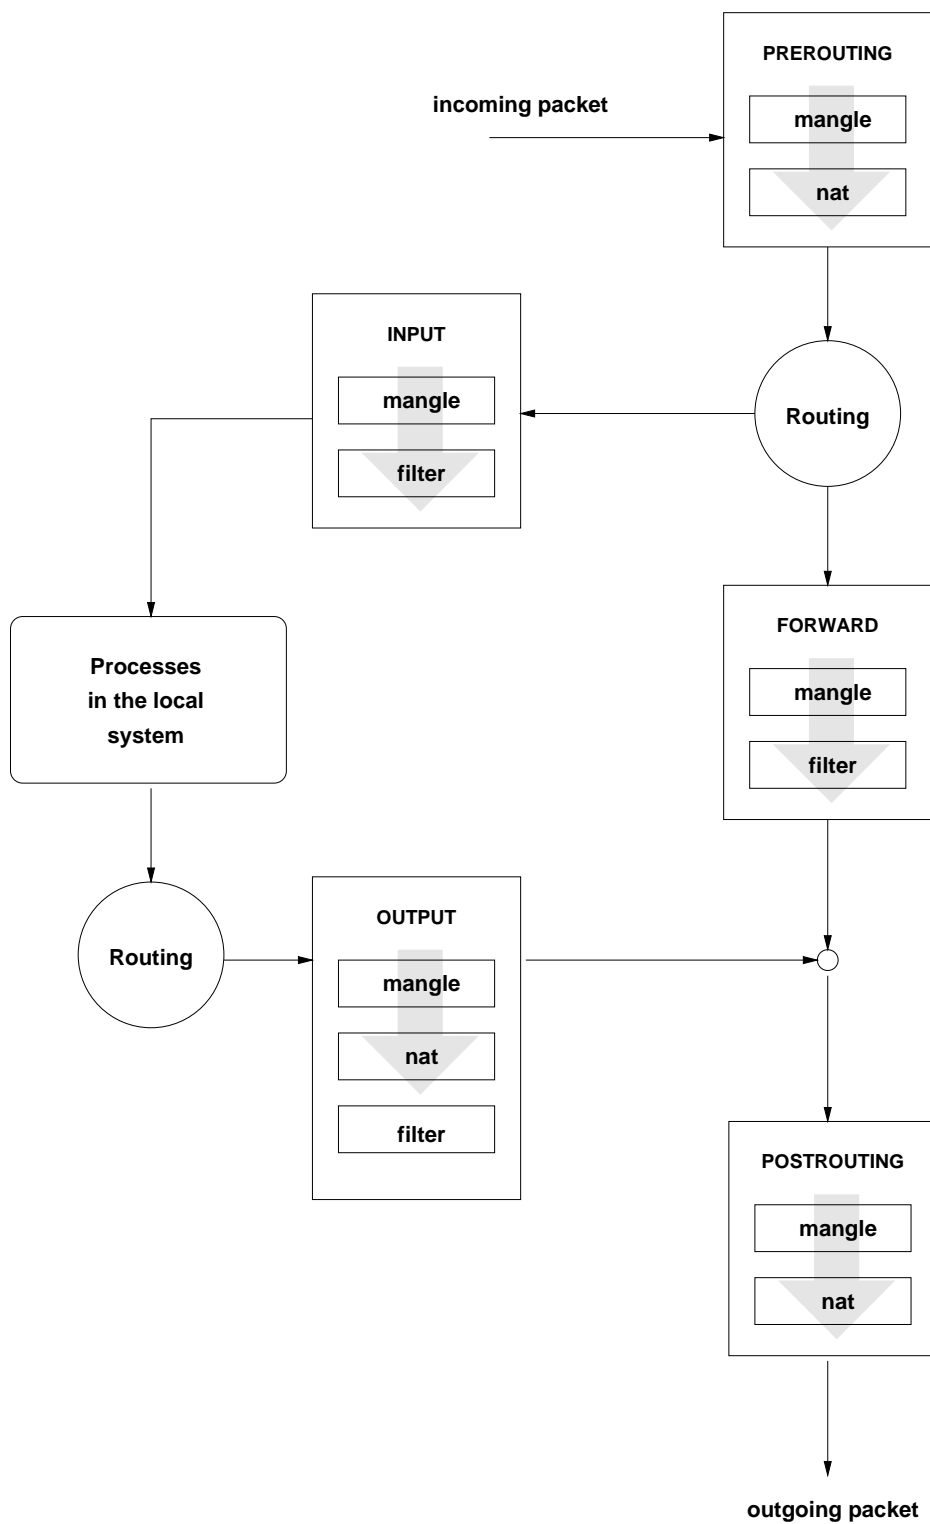 PREROUTING
incoming packet
mangle
nat
INPUT
mangle
filter
Routing
Processes
in the local
system
FORWARD
mangle
filter
Routing
OUTPUT
mangle
nat
filter
POSTROUTING
mangle
nat
outgoing packet